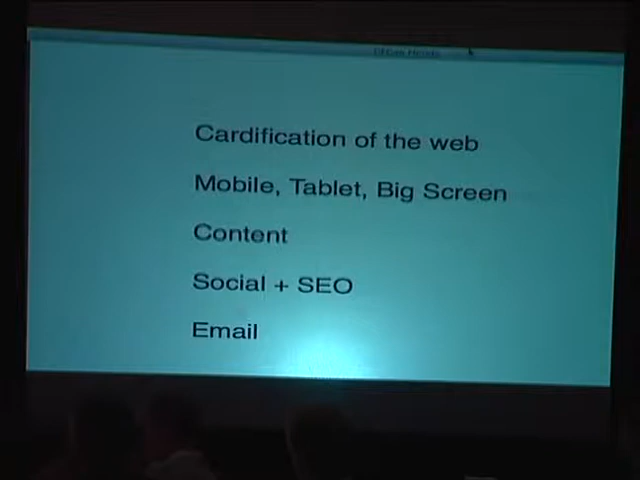 Cardification of the web
Mobile, Tablet, Big Screen
Content
Social + SEO
Email